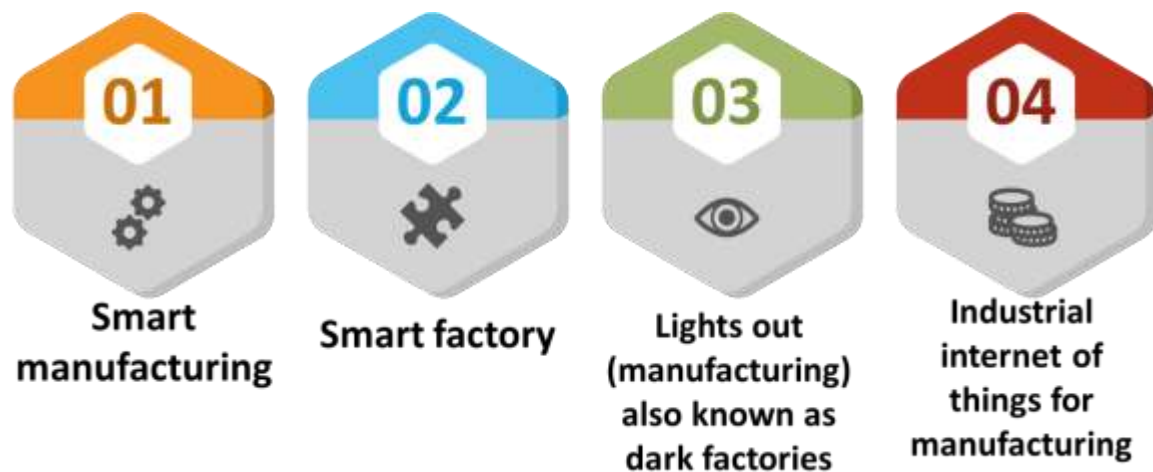 01
Smart
manufacturing
02
Smart factory
03
Lights out
(manufacturing)
also known as
dark factories
04
Industrial
internet of
things for
manufacturing